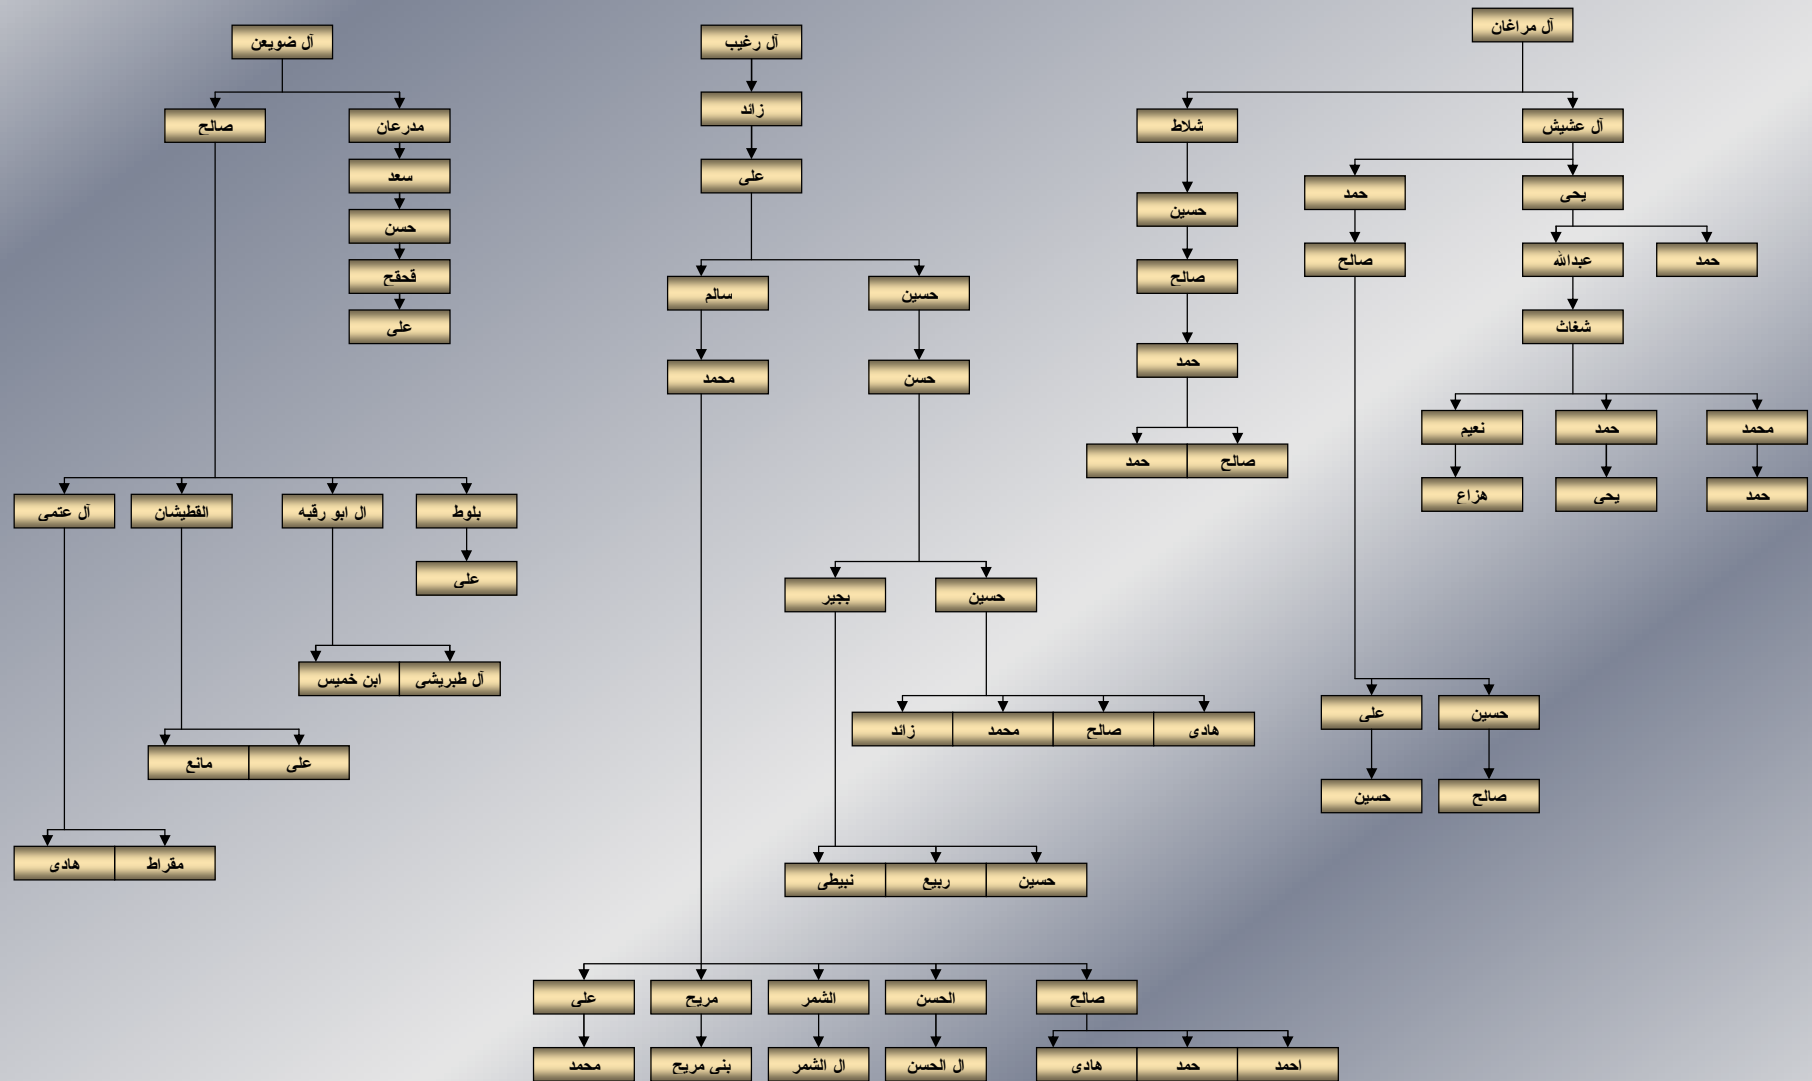 آل مراغان
آل رغيب
آل ضويعن
آل عشيش
شلاط
زائد
مدرعان
صالح
يحى
حمد
على
سعد
حسين
حسن
حمد
عبدالله
صالح
صالح
قحقح
حسين
سالم
شغاث
على
حمد
حسن
محمد
محمد
حمد
نعيم
صالح
حمد
حمد
يحى
هزاع
بلوط
ال ابو رقبه
القطيشان
آل عتمى
على
حسين
بجير
آل طبريشى
ابن خميس
حسين
على
هادى
صالح
محمد
زائد
على
مانع
صالح
حسين
مقراط
هادى
حسين
ربيع
نبيطى
صالح
الحسن
الشمر
مريح
على
احمد
حمد
هادى
ال الحسن
ال الشمر
بنى مريح
محمد